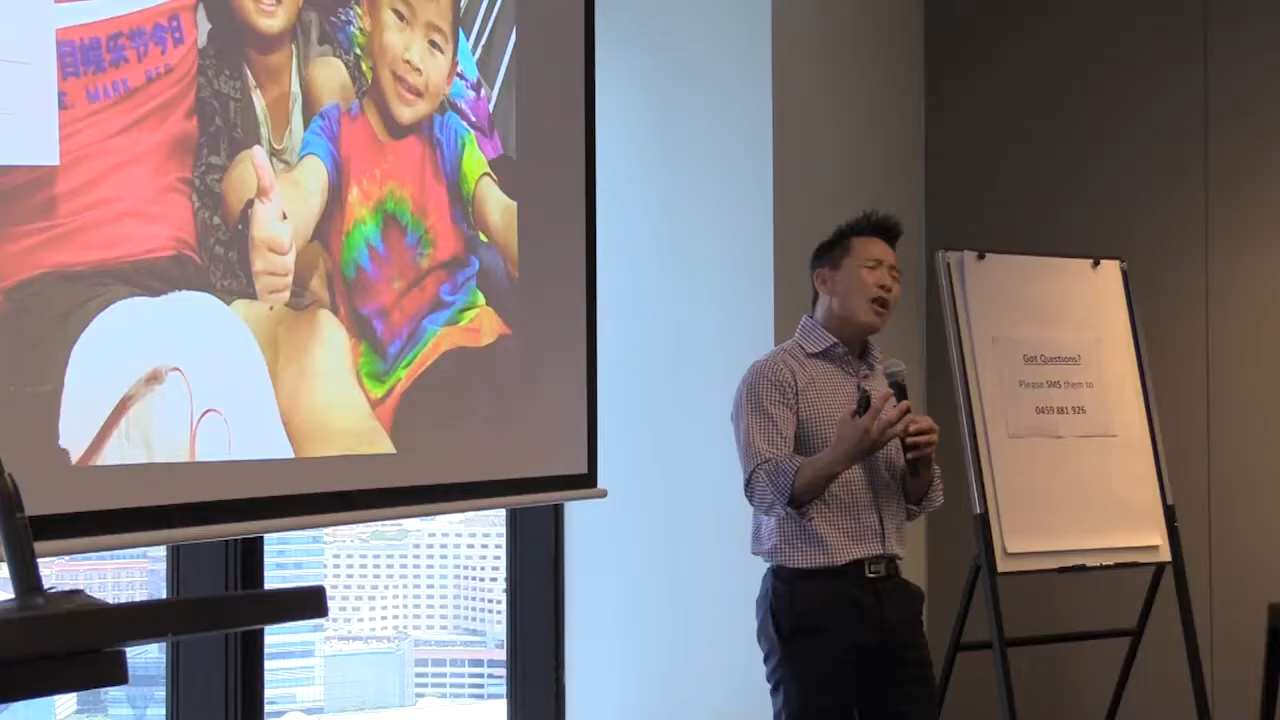 目娱乐节今日
MARK
Got Questions?
Please SMS them to
0459 881 926